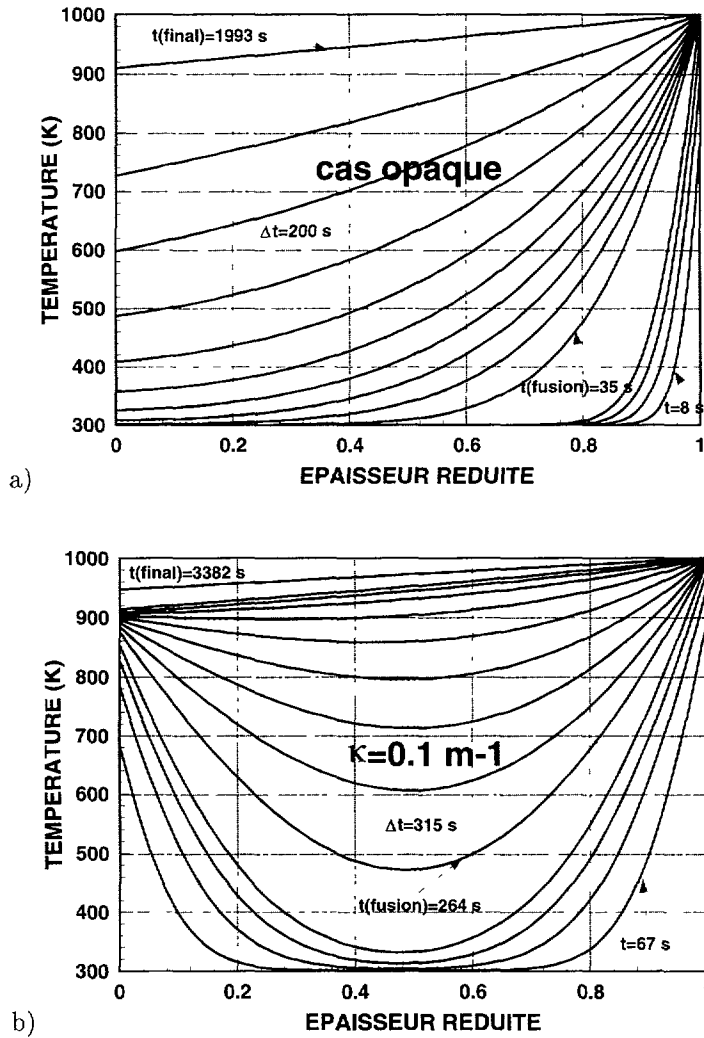 1000
900
800
700
600
500
400
300
TEMPERATURE (K)
t(final)=1993 s
cas opaque
Δt=200 s
t(fusion)=35 s
t=8 s
0
0.2
0.4
0.6
0.8
1
EPAISSEUR REDUITE
a)
1000
900
800
700
600
500
400
300
TEMPERATURE (K)
t(final)=3382 s
κ=0.1 m-1
Δt=315 s
t(fusion)=264 s
t=67 s
0
0.2
0.4
0.6
0.8
EPAISSEUR REDUITE
b)